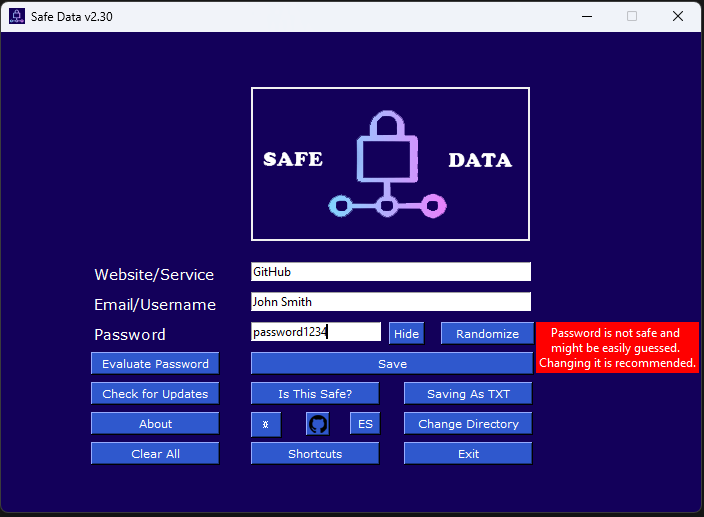 Safe Data v2.30
SAFE DATA
Website/Service GitHub
Email/Username John Smith
Password password1234 Hide Randomize
Password is not safe and
might be easily guessed.
Changing it is recommended.
Evaluate Password Save
Check for Updates Is This Safe? Saving As TXT
About ☼ ES Change Directory
Clear All Shortcuts Exit